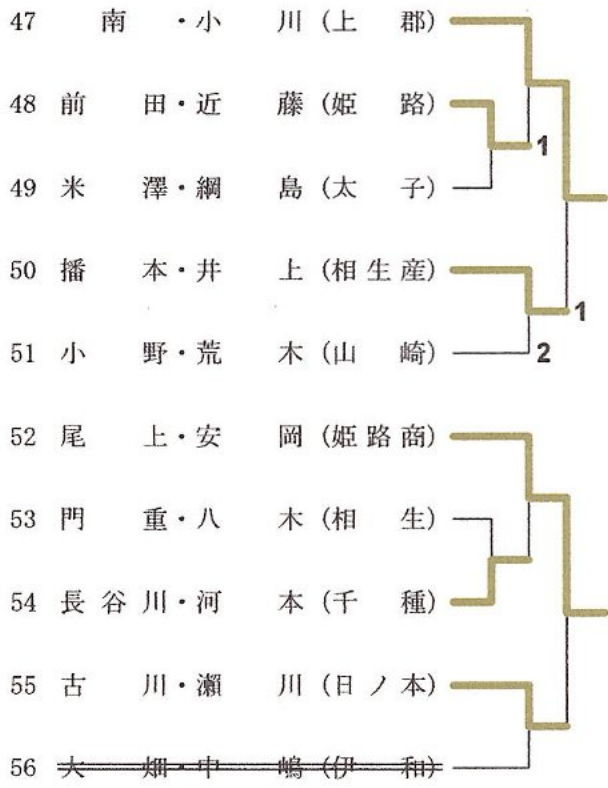 47 南・小川(上郡)
48 前田・近藤(姫路)
1
49 米澤・綱島(太子)
50 播本・井上(相生産)
1
51 小野・荒木(山崎)
2
52 尾上・安岡(姫路商)
53 門重・八木(相生)
54 長谷川・河本(千種)
55 古川・瀬川(日ノ本)
56 大畑・中嶋(伊和)